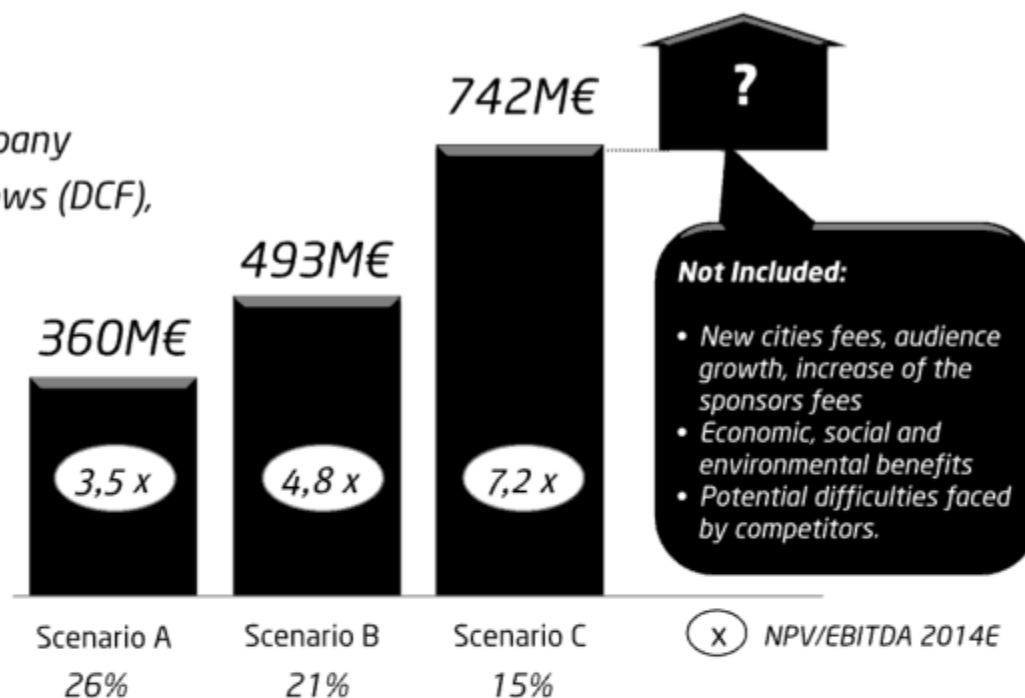 ?
742M€
pany
ows (DCF),
493M€
360M€
Not Included:
• New cities fees, audience
growth, increase of the
sponsors fees
• Economic, social and
environmental benefits
• Potential difficulties faced
by competitors.
3,5 x
4,8 x
7,2 x
Scenario A
Scenario B
Scenario C
x NPV/EBITDA 2014E
26%
21%
15%